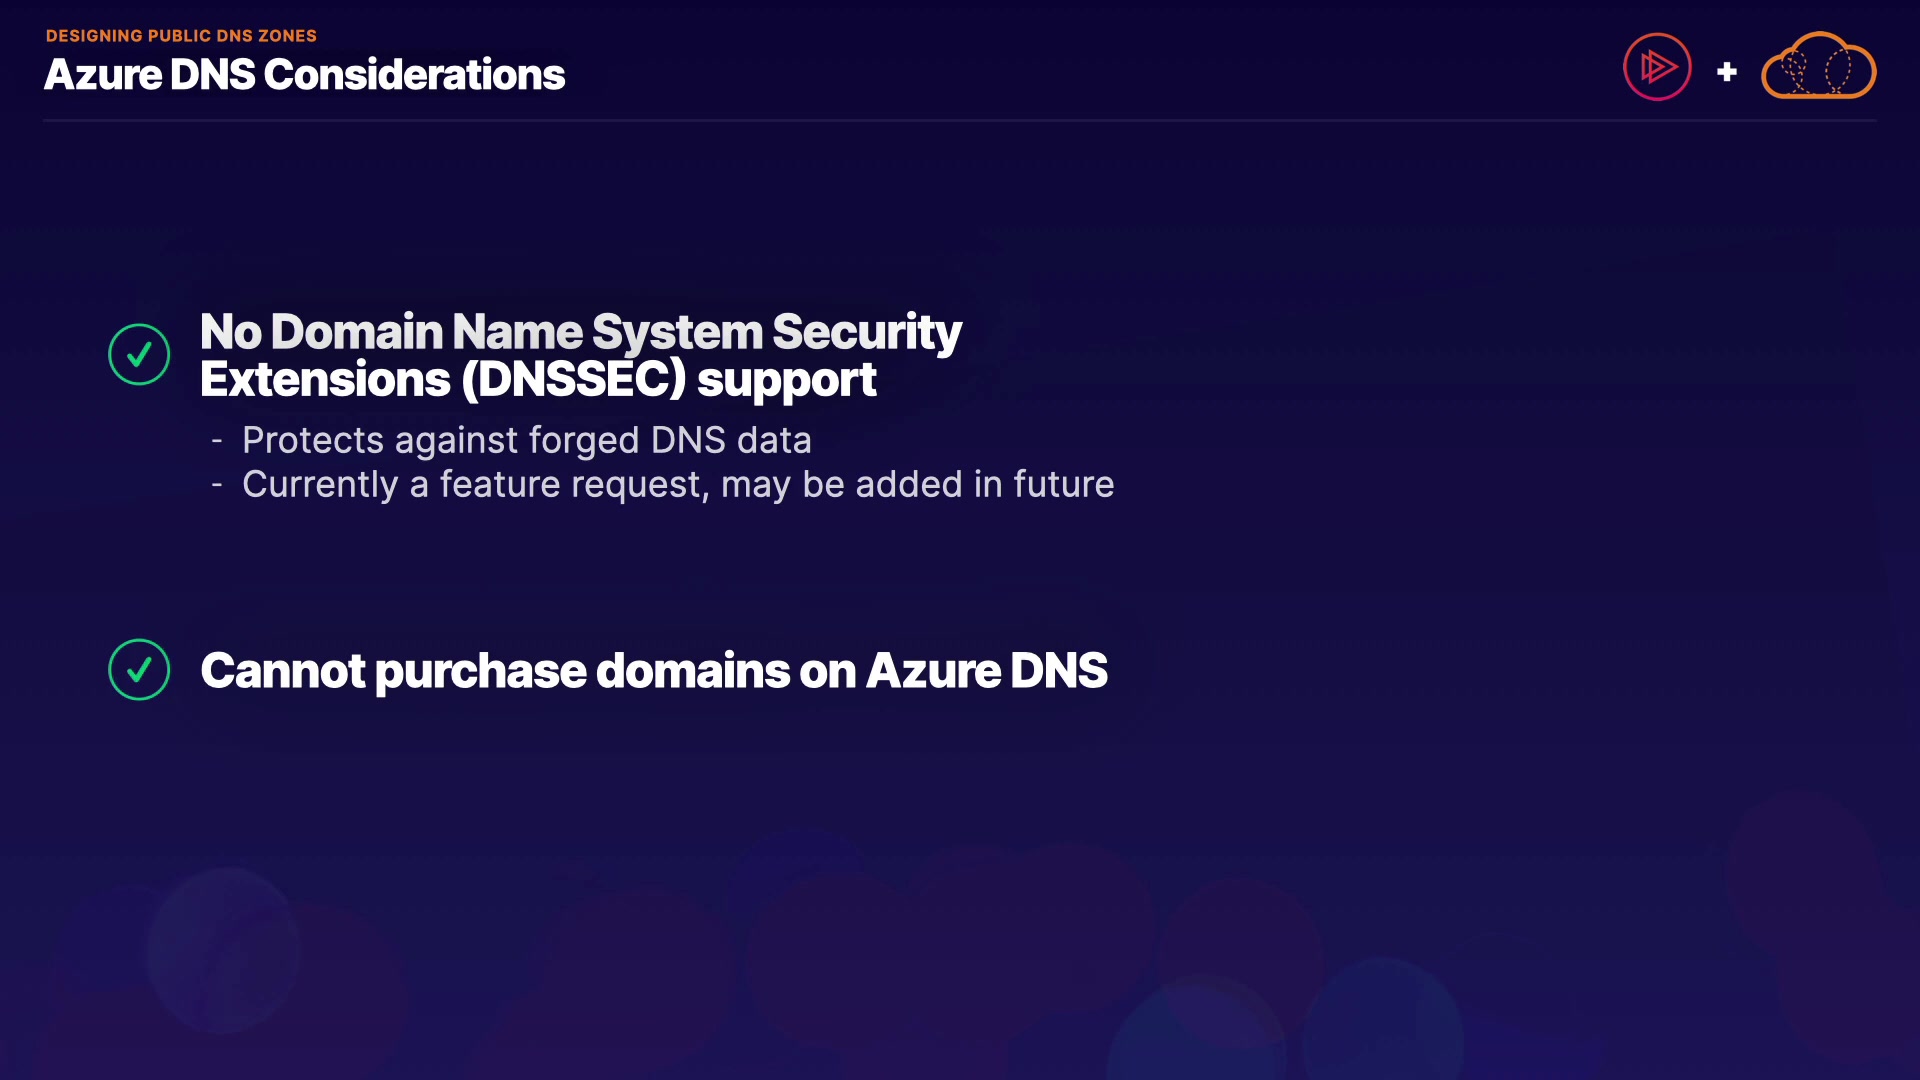 DESIGNING PUBLIC DNS ZONES
Azure DNS Considerations
No Domain Name System Security
Extensions (DNSSEC) support
- Protects against forged DNS data
- Currently a feature request, may be added in future
Cannot purchase domains on Azure DNS